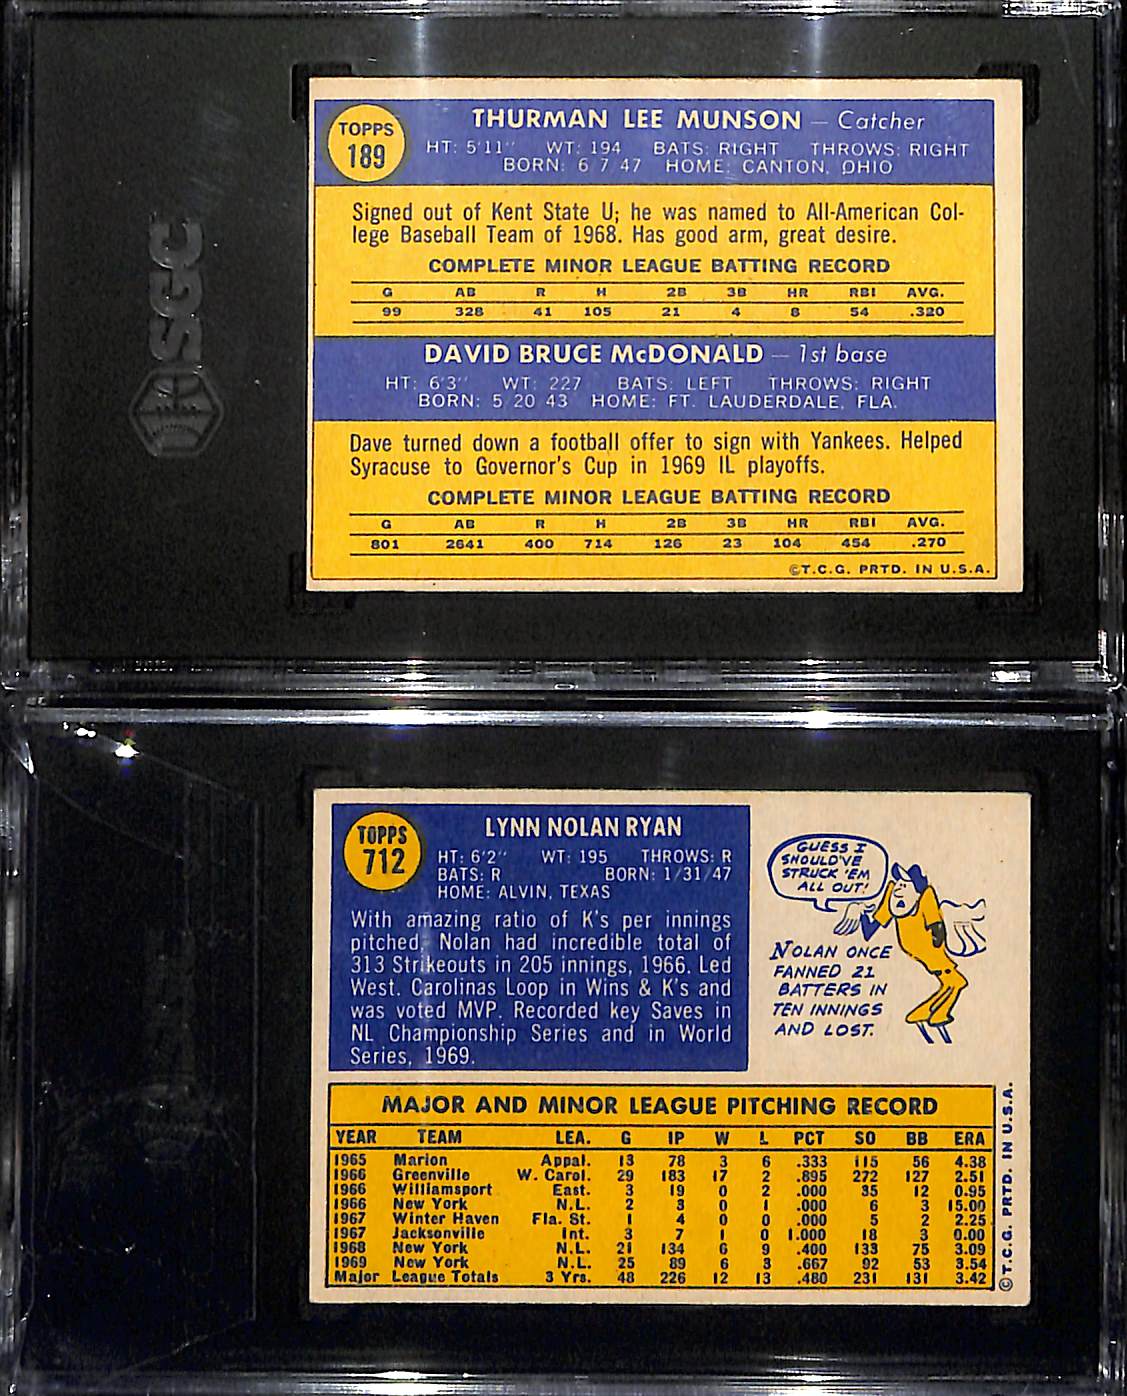 SGC
TOPPS
189
THURMAN LEE MUNSON — Catcher
HT: 5'11" WT: 194 BATS: RIGHT THROWS: RIGHT
BORN: 6 7 47 HOME: CANTON, OHIO
Signed out of Kent State U; he was named to All-American Col-
lege Baseball Team of 1968. Has good arm, great desire.
COMPLETE MINOR LEAGUE BATTING RECORD
G AB R H 2B 3B HR RBI AVG.
99 328 41 105 21 4 8 54 .320
DAVID BRUCE McDONALD — 1st base
HT: 6'3" WT: 227 BATS: LEFT THROWS: RIGHT
BORN: 5 20 43 HOME: FT. LAUDERDALE, FLA.
Dave turned down a football offer to sign with Yankees. Helped
Syracuse to Governor's Cup in 1969 IL playoffs.
COMPLETE MINOR LEAGUE BATTING RECORD
G AB R H 2B 3B HR RBI AVG.
801 2641 400 714 126 23 104 454 .270
©T.C.G. PRTD. IN U.S.A.
TOPPS
712
LYNN NOLAN RYAN
HT: 6'2" WT: 195 THROWS: R
BATS: R BORN: 1/31/47
HOME: ALVIN, TEXAS
With amazing ratio of K's per innings
pitched, Nolan had incredible total of
313 Strikeouts in 205 innings, 1966. Led
West. Carolinas Loop in Wins & K's and
was voted MVP. Recorded key Saves in
NL Championship Series and in World
Series, 1969.
GUESS I
SHOULD'VE
STRUCK 'EM
ALL OUT!
NOLAN ONCE
FANNED 21
BATTERS IN
TEN INNINGS
AND LOST.
MAJOR AND MINOR LEAGUE PITCHING RECORD
YEAR TEAM LEA. G IP W L PCT SO BB ERA
1965 Marion Appal. 13 78 3 6 .333 115 56 4.38
1966 Greenville W. Carol. 29 183 17 2 .895 272 127 2.51
1966 Williamsport East. 3 19 0 2 .000 35 12 0.95
1966 New York N.L. 2 3 0 1 .000 6 3 15.00
1967 Winter Haven Fla. St. 1 4 0 0 .000 5 2 2.25
1967 Jacksonville Int. 3 7 1 0 1.000 18 3 0.00
1968 New York N.L. 21 134 6 9 .400 133 75 3.09
1969 New York N.L. 25 89 6 3 .667 92 53 3.54
Major League Totals 3 Yrs. 48 226 12 13 .480 231 131 3.42
©T.C.G. PRTD. IN U.S.A.